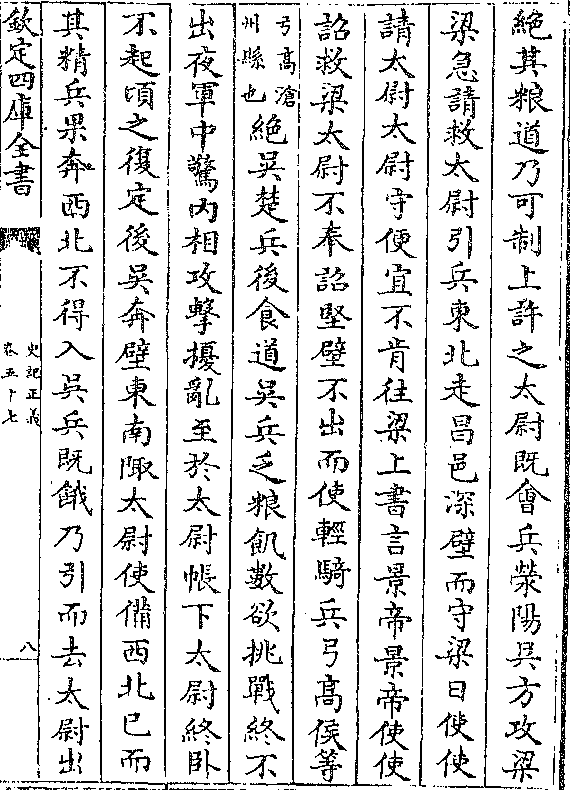 絶其粮道乃可制上許之太尉既會兵滎陽吳方攻梁
梁急請救太尉引兵東北走昌邑深壁而守梁日使使
請太尉太尉守便宜不肯往梁上書言景帝景帝使使
詔救梁太尉不奉詔堅壁不出而使輕騎兵弓高侯等
弓高滄
州縣也
絶吳楚兵後食道吳兵乏粮飢數欲挑戰終不
出夜軍中驚内相攻擊擾亂至於太尉帳下太尉終卧
不起頃之復定後吳奔壁東南陬太尉使備西北已而
其精兵果奔西北不得入吳兵既餓乃引而去太尉出
欽定四庫全書
史記正義
卷五十七
八